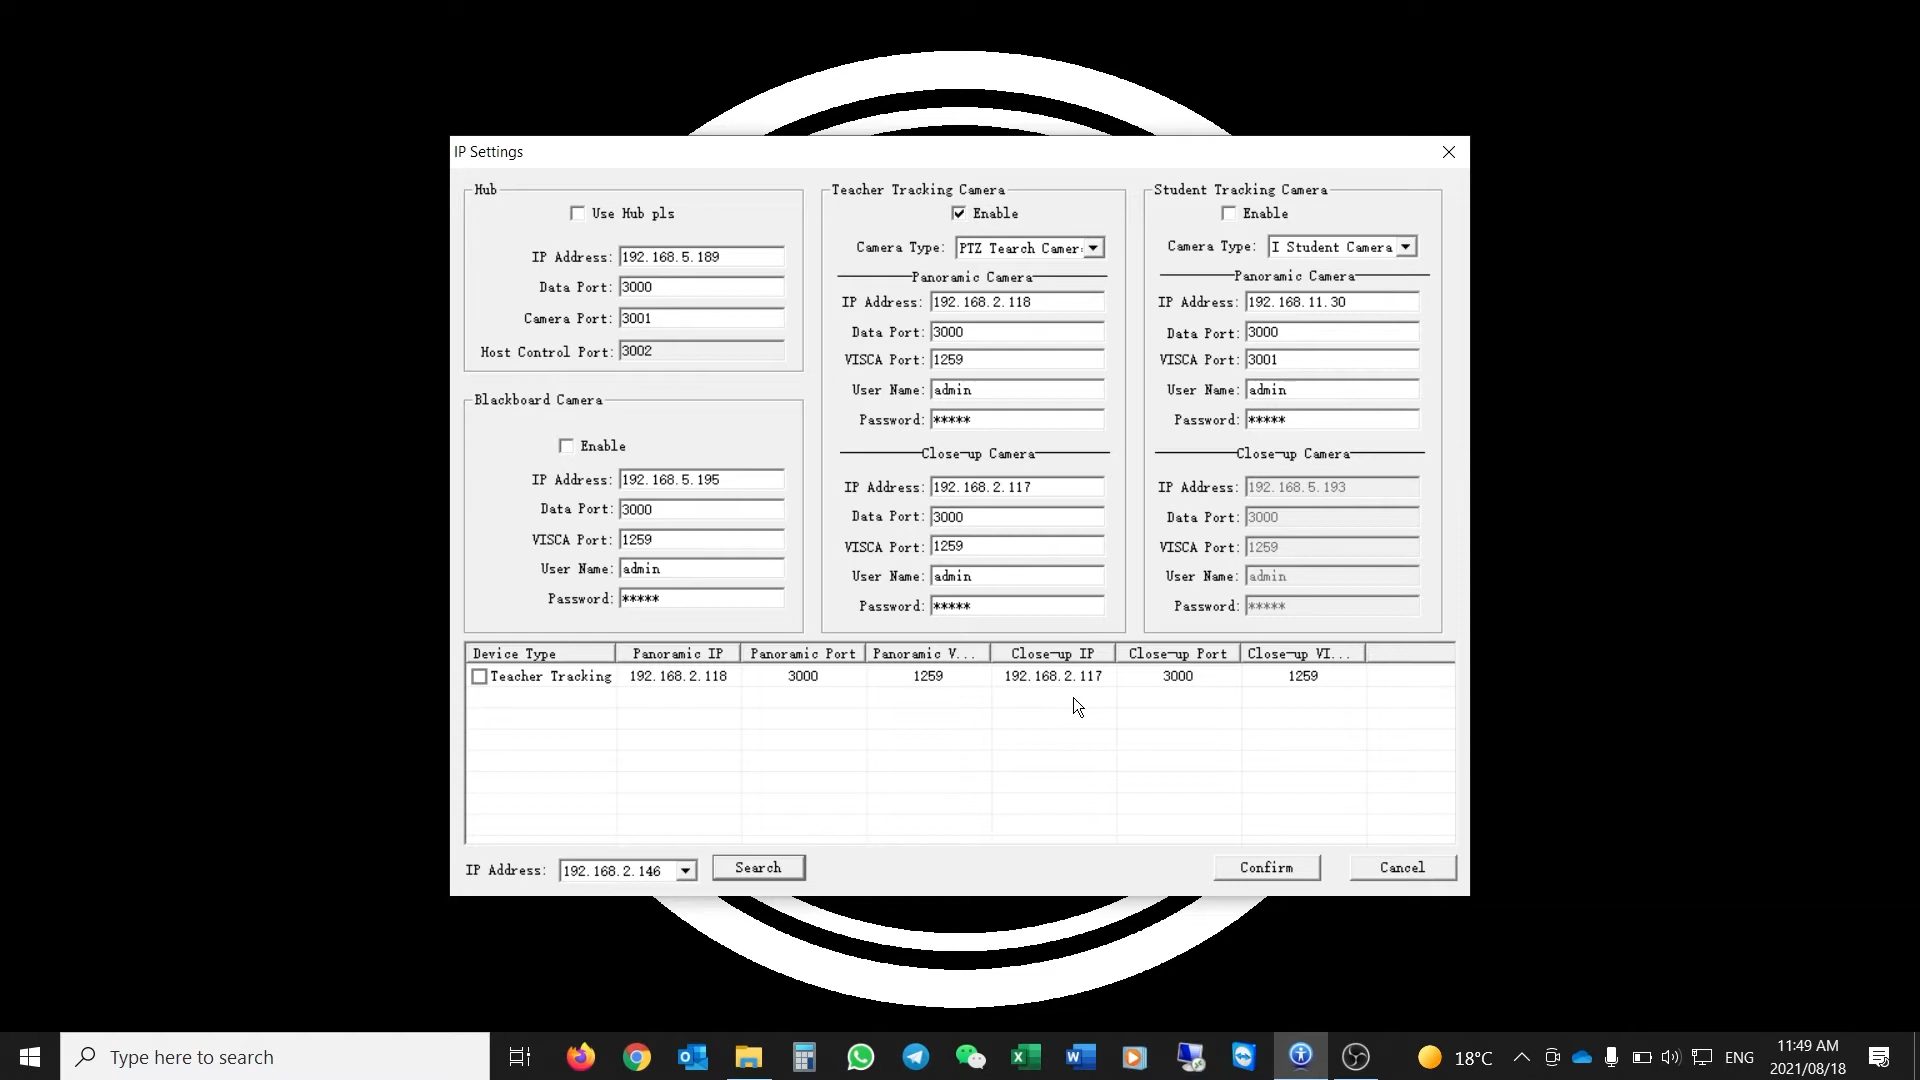 IP Settings
Hub
Use Hub pls
IP Address: 192.168.5.189
Data Port: 3000
Camera Port: 3001
Host Control Port: 3002
Blackboard Camera
Enable
IP Address: 192.168.5.195
Data Port: 3000
VISCA Port: 1259
User Name: admin
Password: *****
Teacher Tracking Camera
Enable
Camera Type: PTZ Tearch Camer
Panoramic Camera
IP Address: 192.168.2.118
Data Port: 3000
VISCA Port: 1259
User Name: admin
Password: *****
Close-up Camera
IP Address: 192.168.2.117
Data Port: 3000
VISCA Port: 1259
User Name: admin
Password: *****
Student Tracking Camera
Enable
Camera Type: I Student Camera
Panoramic Camera
IP Address: 192.168.11.30
Data Port: 3000
VISCA Port: 3001
User Name: admin
Password: *****
Close-up Camera
IP Address: 192.168.5.193
Data Port: 3000
VISCA Port: 1259
User Name: admin
Password: *****
Device Type Panoramic IP Panoramic Port Panoramic V... Close-up IP Close-up Port Close-up VI...
Teacher Tracking 192.168.2.118 3000 1259 192.168.2.117 3000 1259
IP Address: 192.168.2.146 Search Confirm Cancel
Type here to search
18°C
ENG
11:49 AM
2021/08/18